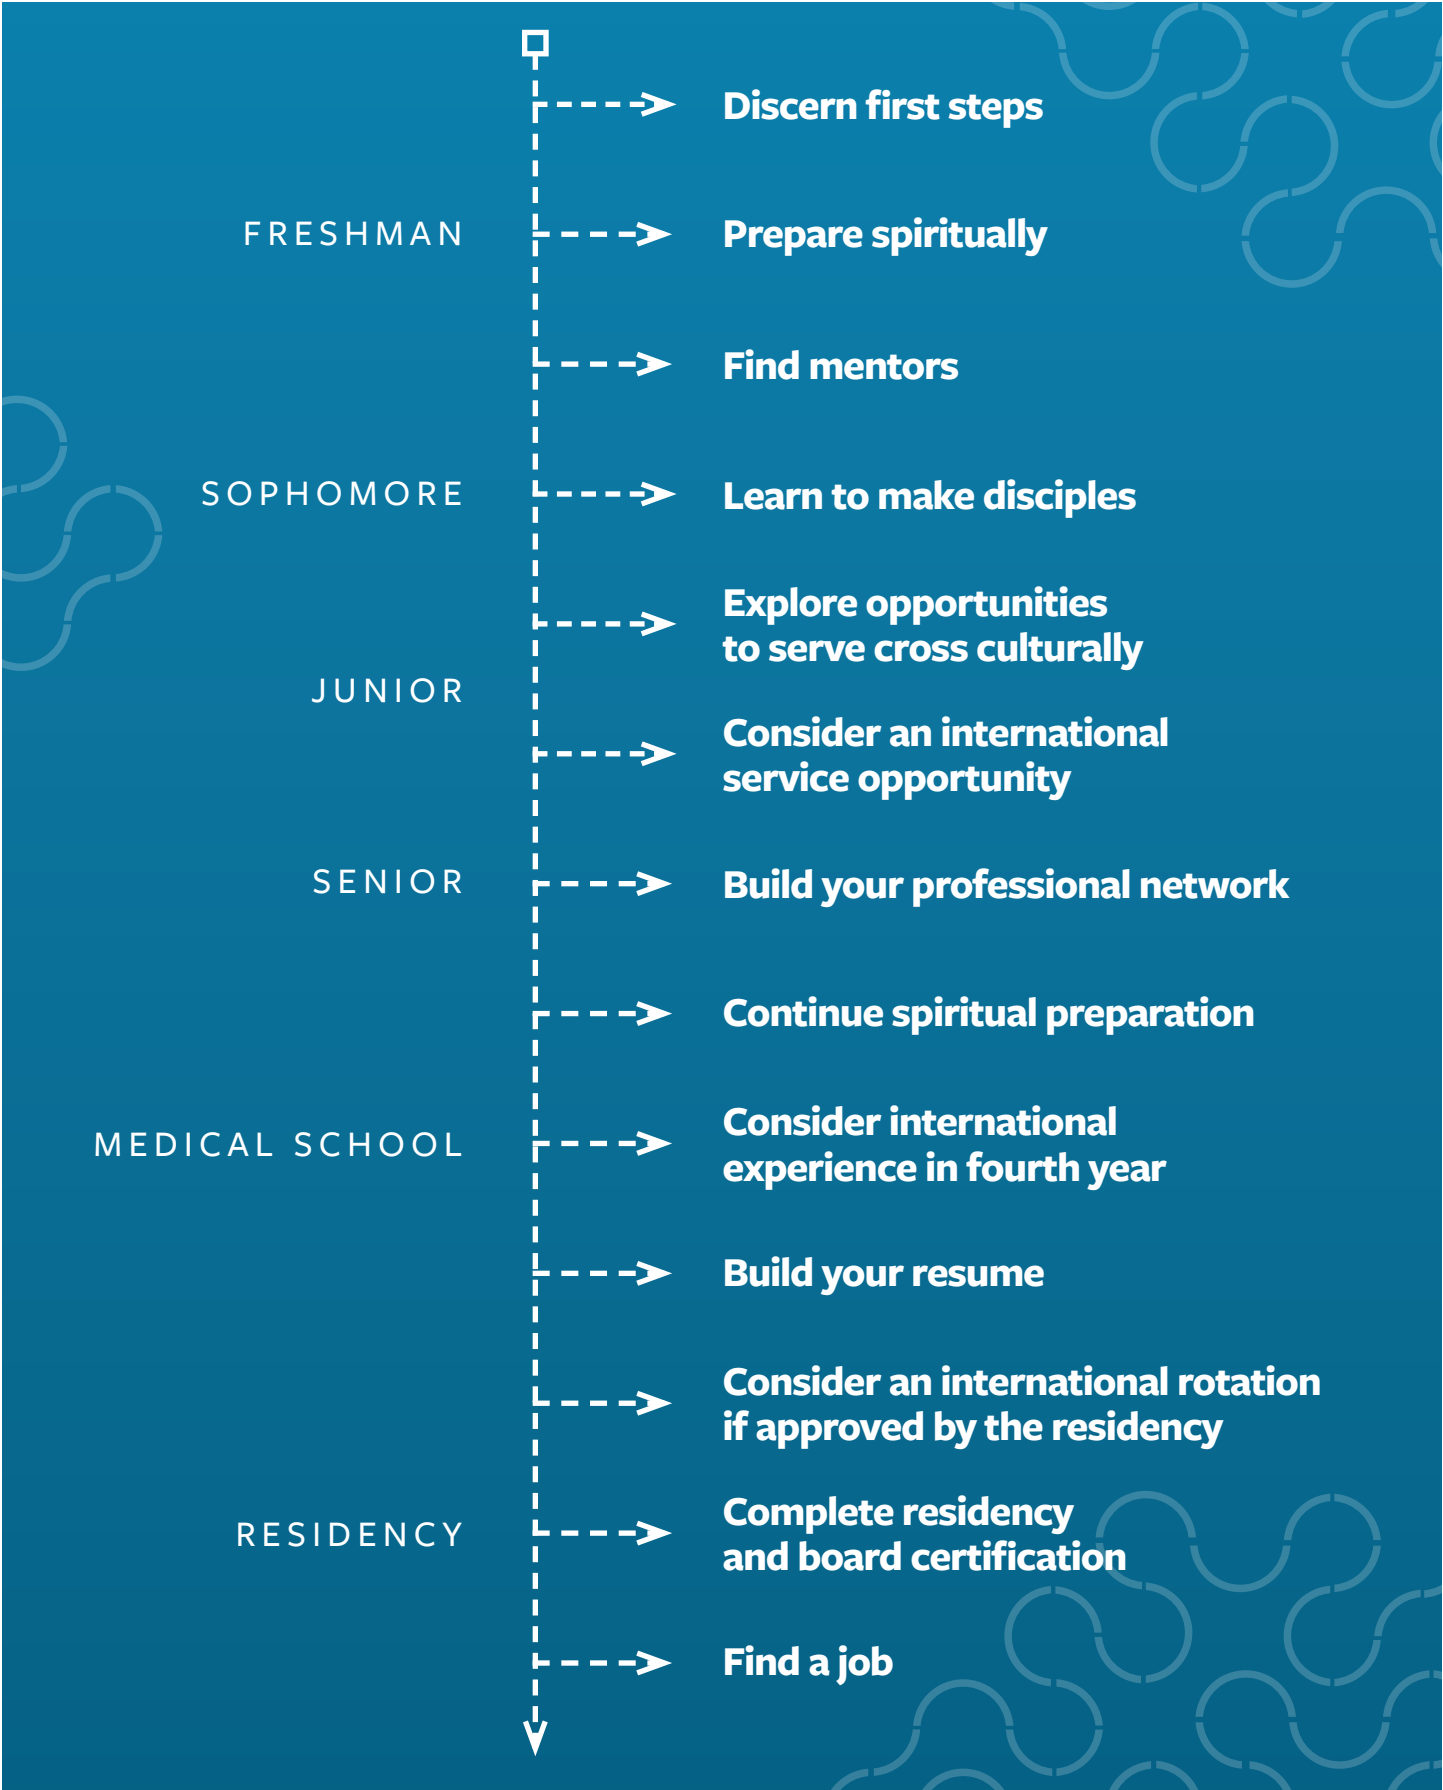 Discern first steps
FRESHMAN
Prepare spiritually
Find mentors
SOPHOMORE
Learn to make disciples
Explore opportunities
to serve cross culturally
JUNIOR
Consider an international
service opportunity
SENIOR
Build your professional network
Continue spiritual preparation
MEDICAL SCHOOL
Consider international
experience in fourth year
Build your resume
Consider an international rotation
if approved by the residency
RESIDENCY
Complete residency
and board certification
Find a job